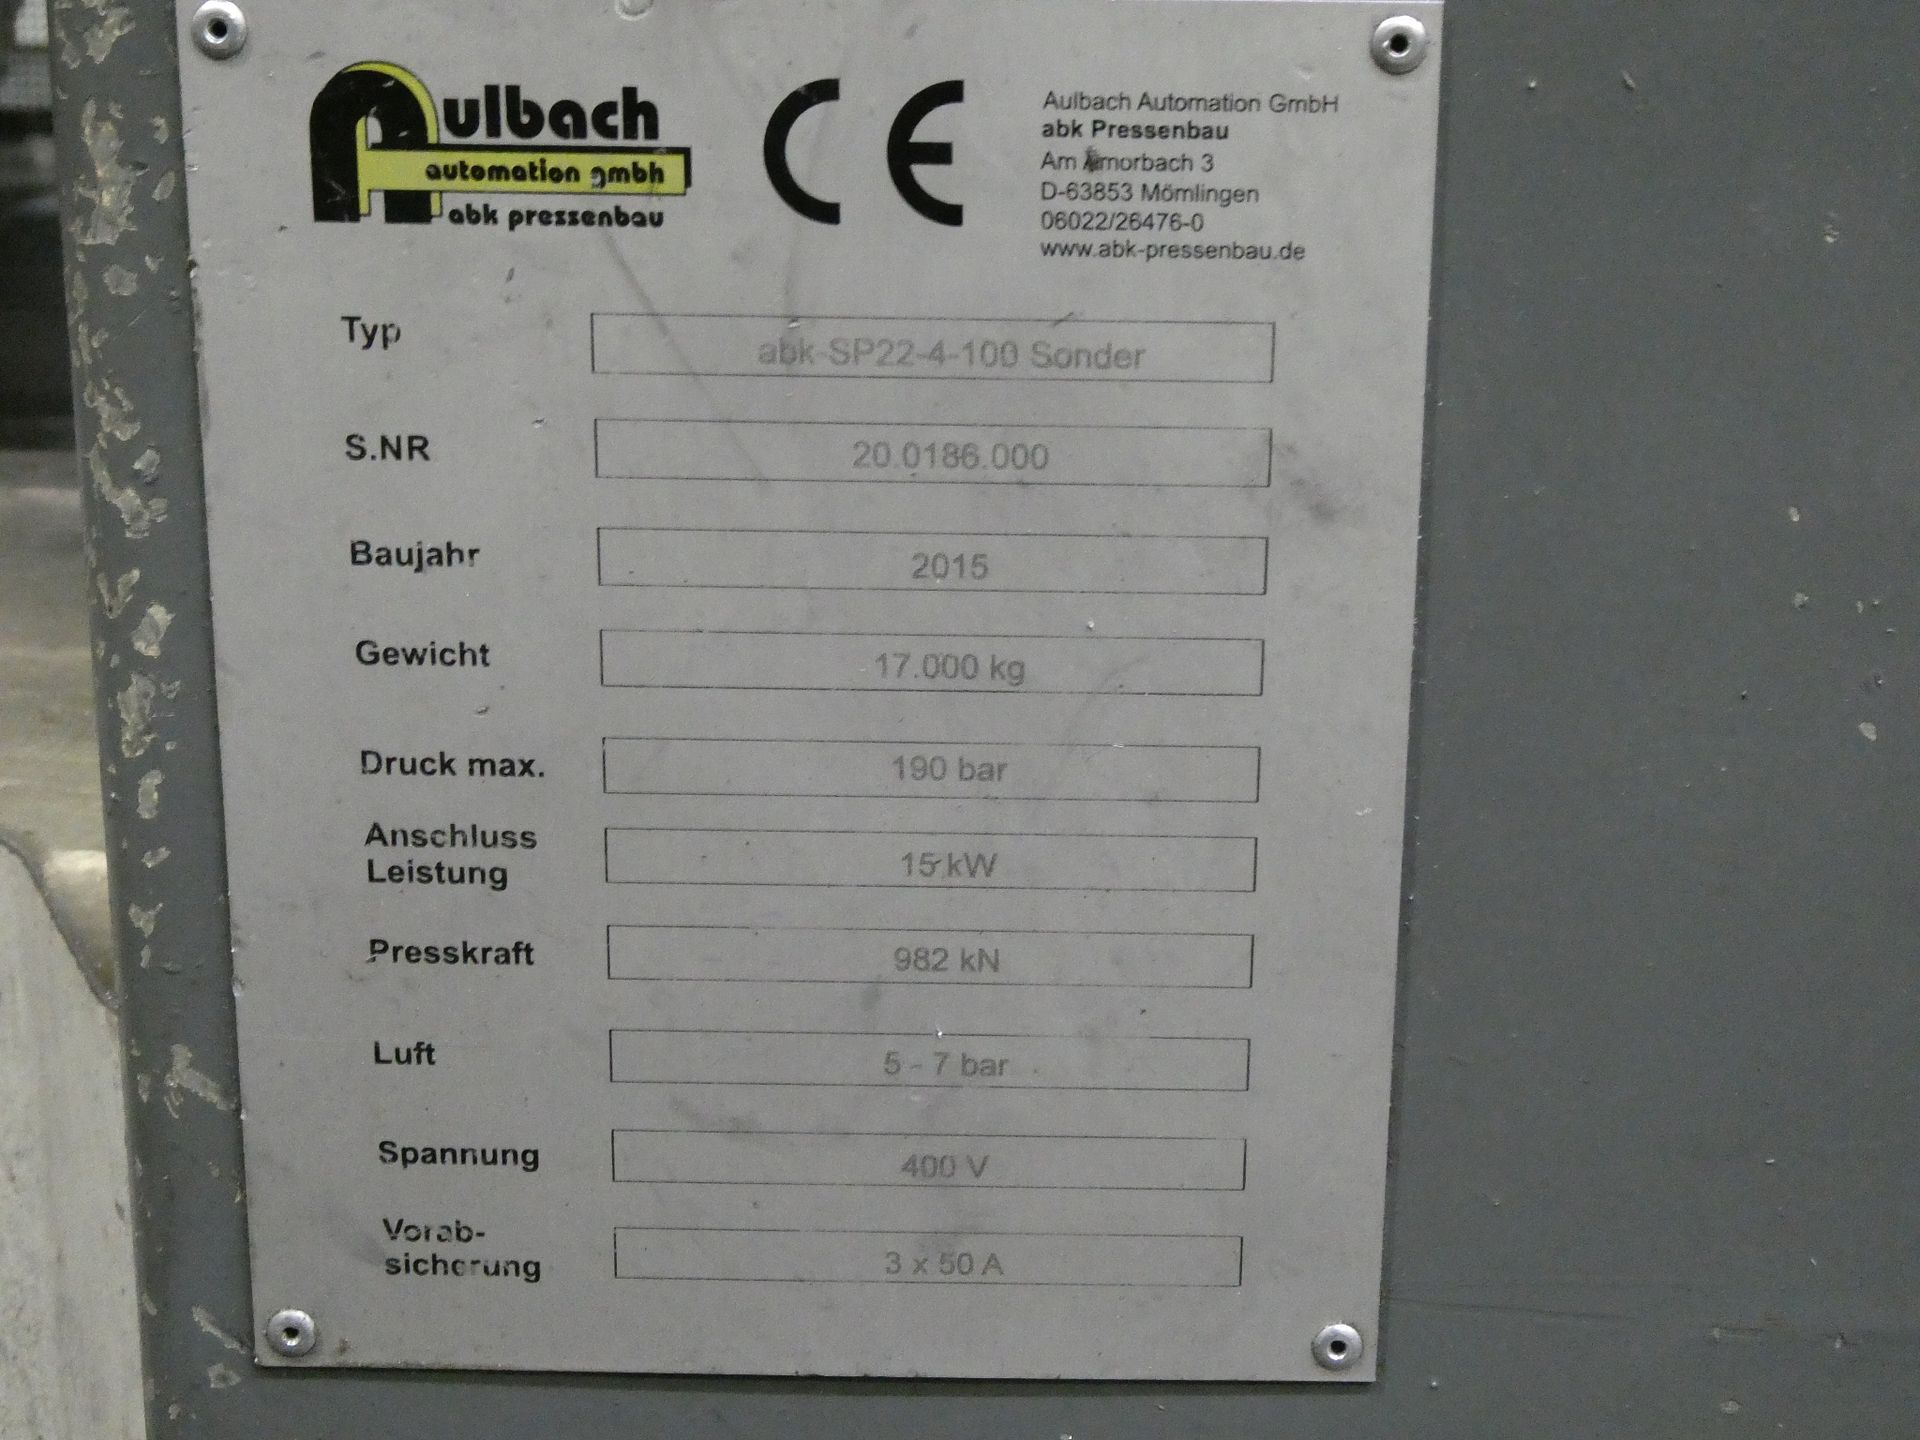 Aulbach
automation gmbh
abk pressenbau
CE
Aulbach Automation GmbH
abk Pressenbau
Am Amorbach 3
D-63853 Mömlingen
06022/26476-0
www.abk-pressenbau.de
Typ abk-SP22-4-100 Sonder
S.NR 20.0186.000
Baujahr 2015
Gewicht 17.000 kg
Druck max. 190 bar
Anschluss
Leistung 15 kW
Presskraft 982 kN
Luft 5 - 7 bar
Spannung 400 V
Vorab-
sicherung 3 x 50 A